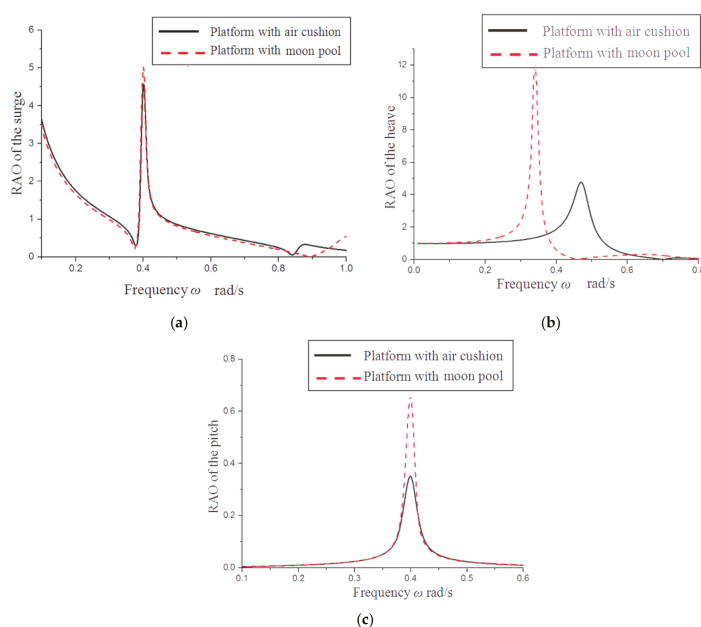 Platform with air cushion
Platform with moon pool
RAO of the surge
6
5
4
3
2
1
0
0.2 0.4 0.6 0.8 1.0
Frequency ω rad/s
(a)
Platform with air cushion
Platform with moon pool
RAO of the heave
12
10
8
6
4
2
0
0.0 0.2 0.4 0.6 0.8
Frequency ω rad/s
(b)
Platform with air cushion
Platform with moon pool
RAO of the pitch
0.8
0.6
0.4
0.2
0.0
0.1 0.2 0.3 0.4 0.5 0.6
Frequency ω rad/s
(c)